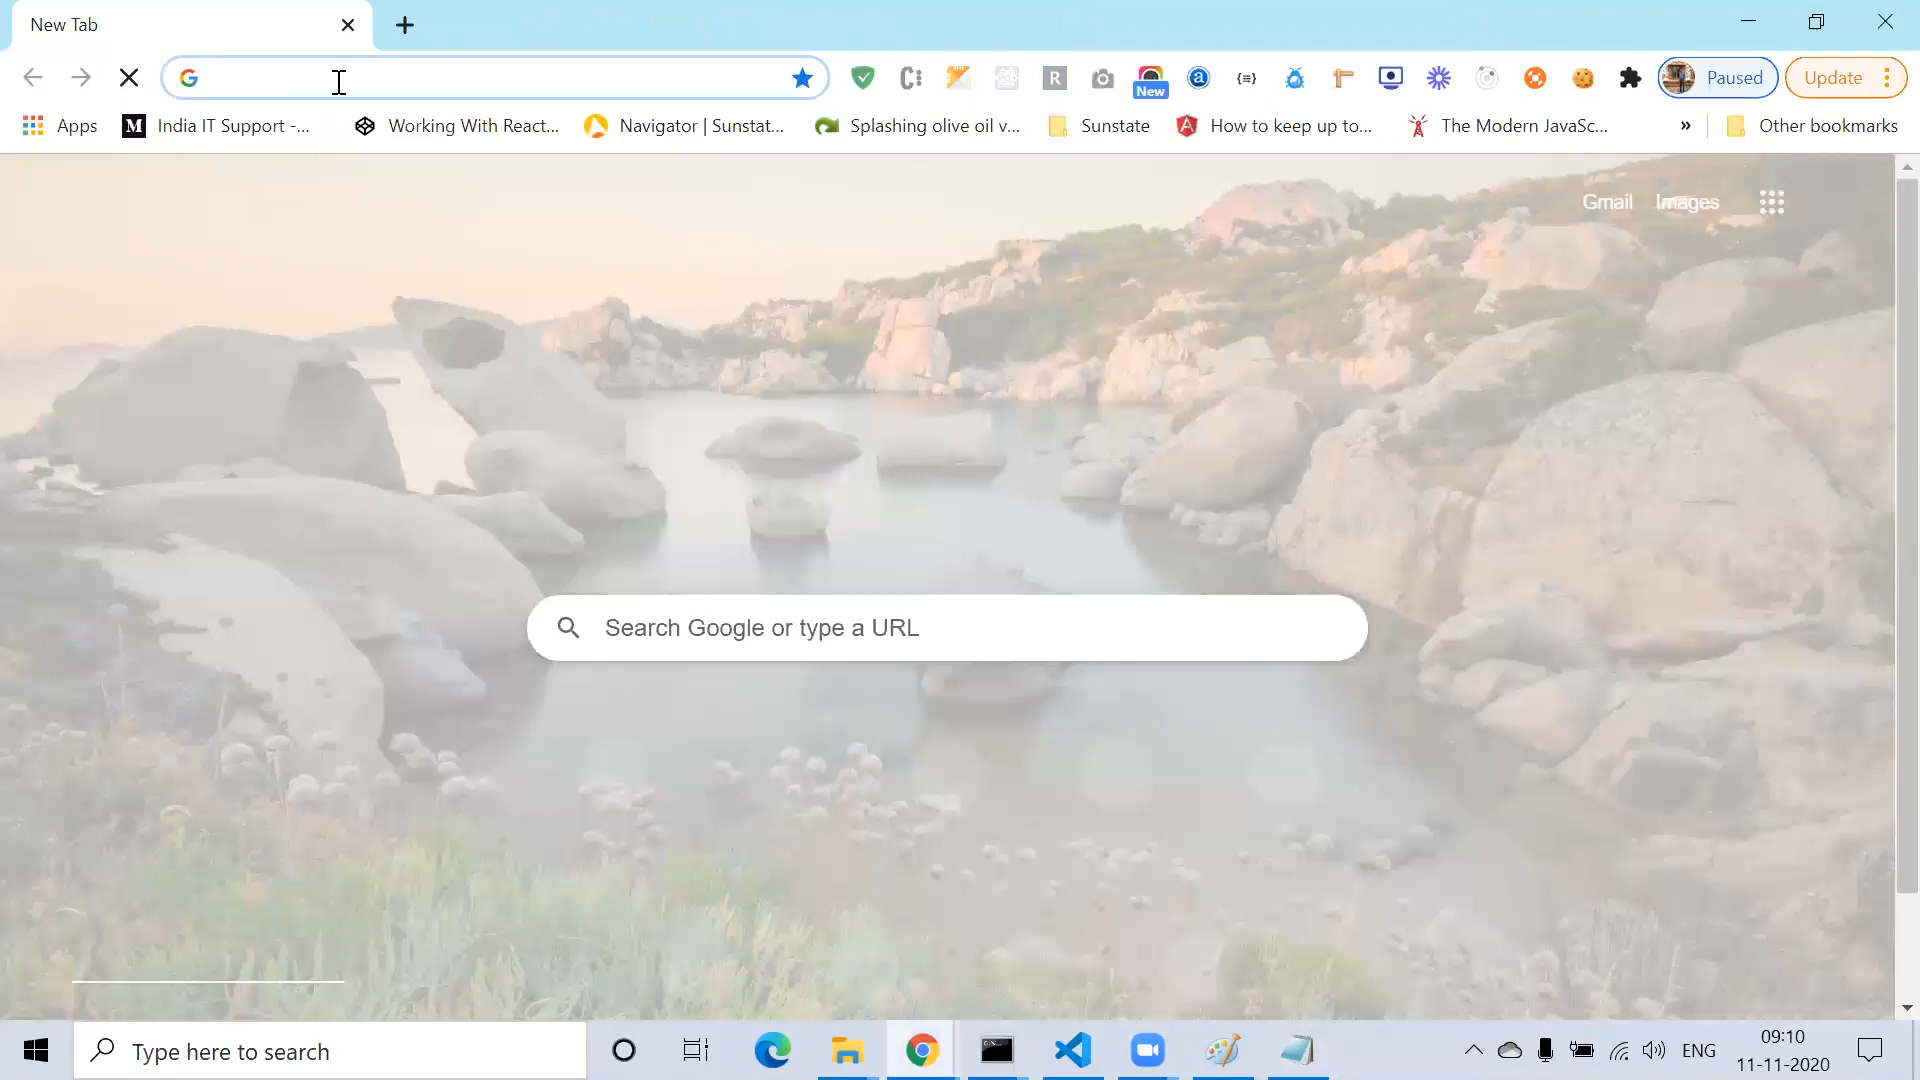 New Tab
Paused
Update
New
Apps
India IT Support -...
Working With React...
Navigator | Sunstat...
Splashing olive oil v...
Sunstate
How to keep up to...
The Modern JavaSc...
»
Other bookmarks
Gmail
Images
Search Google or type a URL
Type here to search
ENG
09:10
11-11-2020